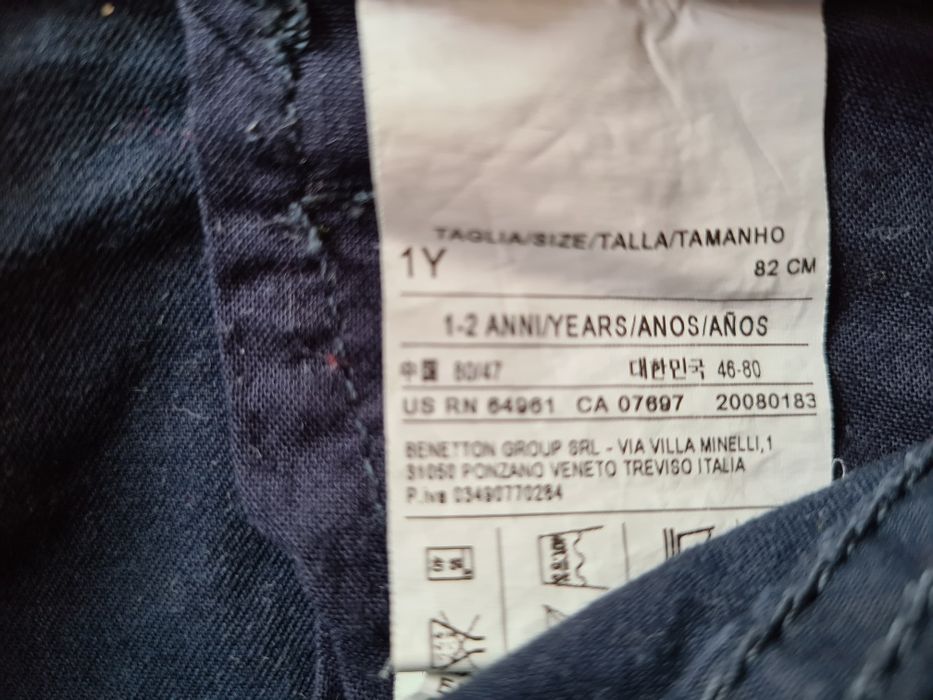 TAGLIA/SIZE/TALLA/TAMANHO
1Y 82 CM
1-2 ANNI/YEARS/ANOS/AÑOS
中国 80/47 대한민국 46-80
US RN 64961 CA 07697 20080183
BENETTON GROUP SRL - VIA VILLA MINELLI,1
31050 PONZANO VENETO TREVISO ITALIA
P.Iva 03490770264